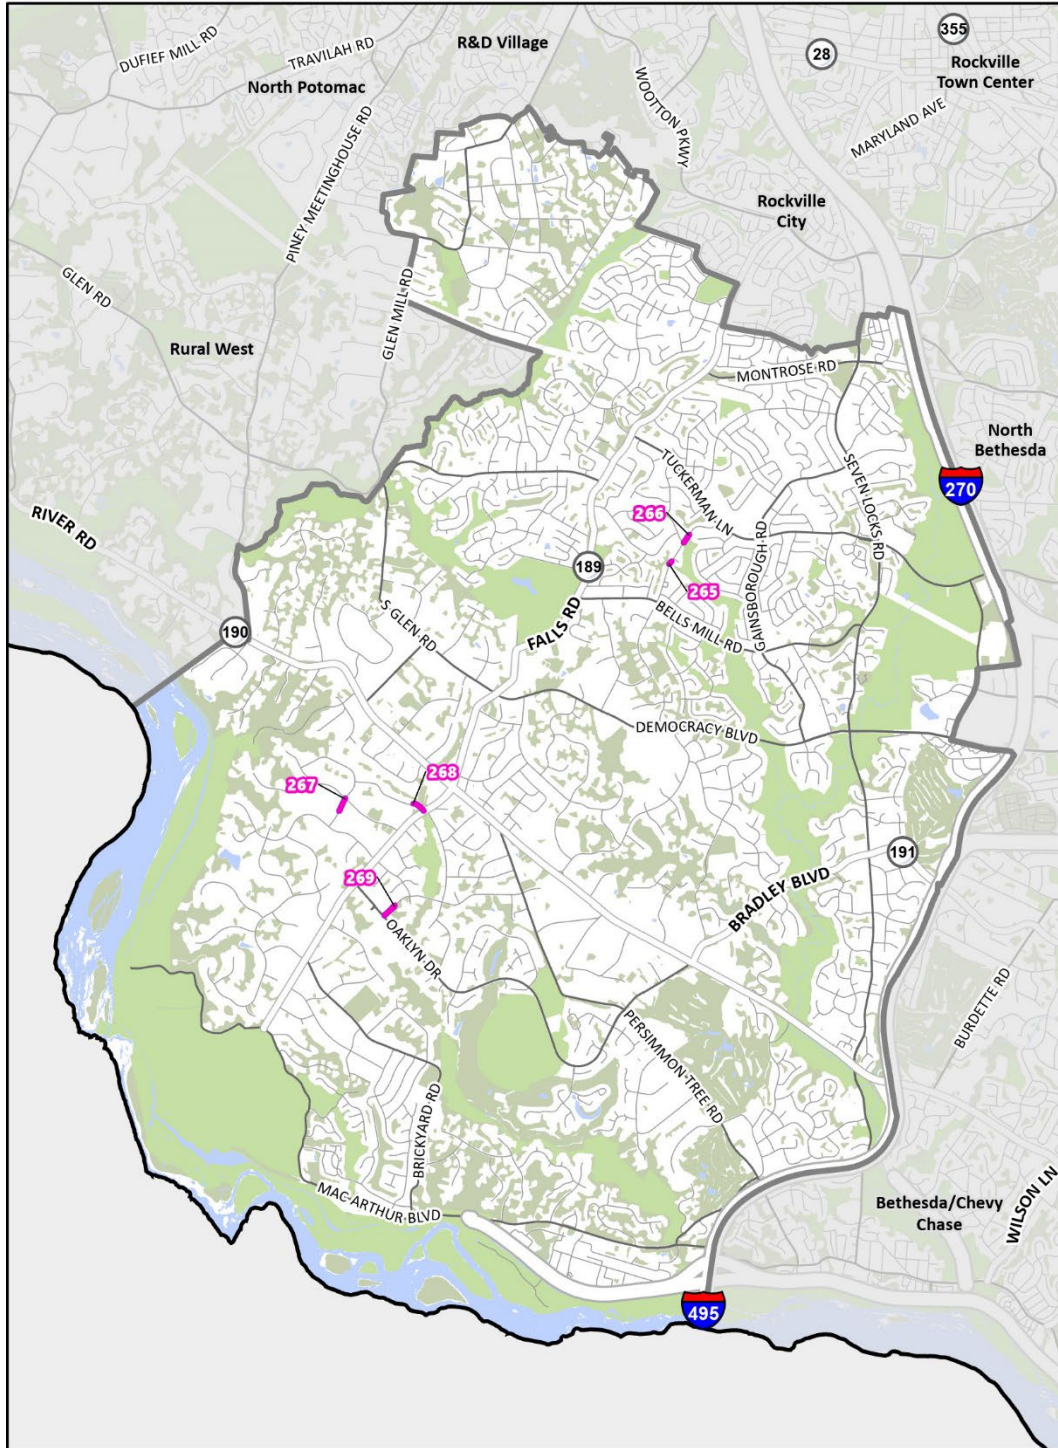 DUFIEF MILL RD
TRAVILAH RD
R&D Village
28
355
Rockville
Town Center
North Potomac
WOOTTON PKWY
MARYLAND AVE
PINEY MEETINGHOUSE RD
Rockville
City
GLEN RD
GLEN MILL RD
Rural West
MONTROSE RD
North
Bethesda
TUCKERMAN LN
SEVEN LOCKS RD
270
RIVER RD
266
GAINSBOROUGH RD
189
265
S GLEN RD
FALLS RD
BELLS MILL RD
190
DEMOCRACY BLVD
267
268
191
269
BRADLEY BLVD
OAKLYN DR
BURDETTE RD
PERSIMMON TREE RD
BRICKYARD RD
MAC ARTHUR BLVD
Bethesda/Chevy
Chase
WILSON LN
495